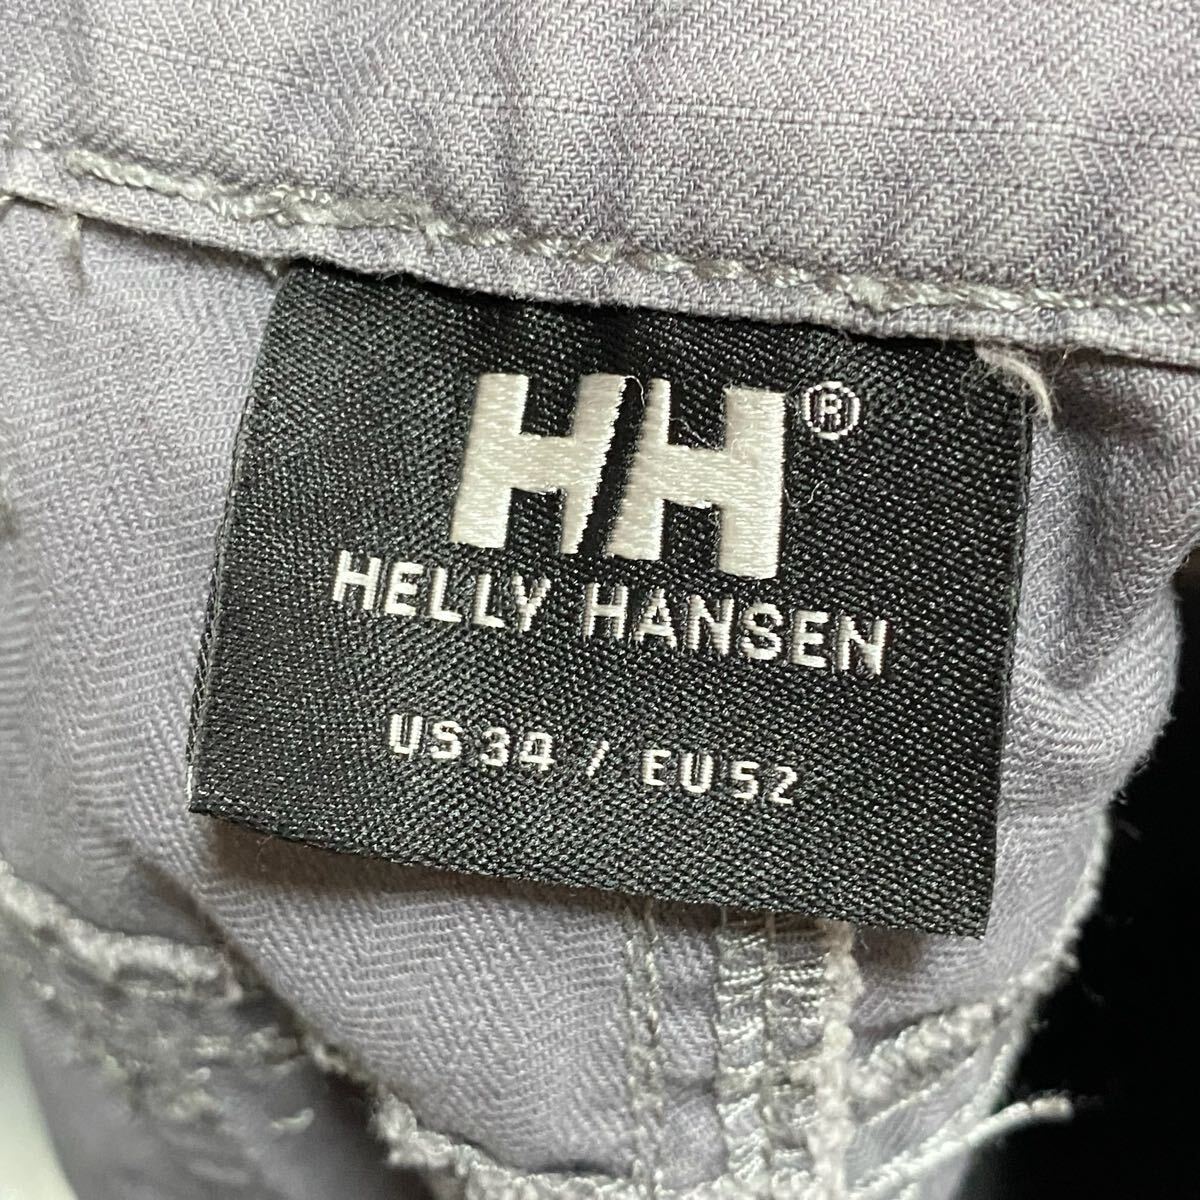 HH®
HELLY HANSEN
US 34 / EU 52